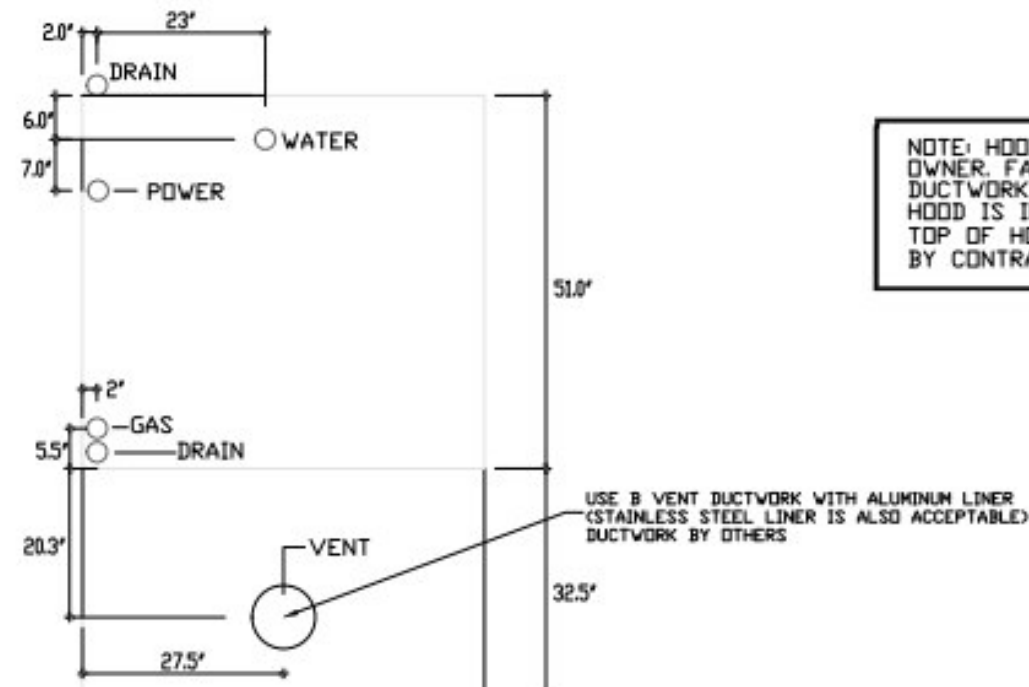 2.0"
23"
DRAIN
6.0"
WATER
7.0"
POWER
NOTE: HOO
OWNER. FA
DUCTWORK
HOOD IS I
TOP OF HO
BY CONTRA
51.0"
2"
GAS
5.5"
DRAIN
USE B VENT DUCTWORK WITH ALUMINUM LINER
(STAINLESS STEEL LINER IS ALSO ACCEPTABLE)
DUCTWORK BY OTHERS
20.3"
VENT
32.5"
27.5"